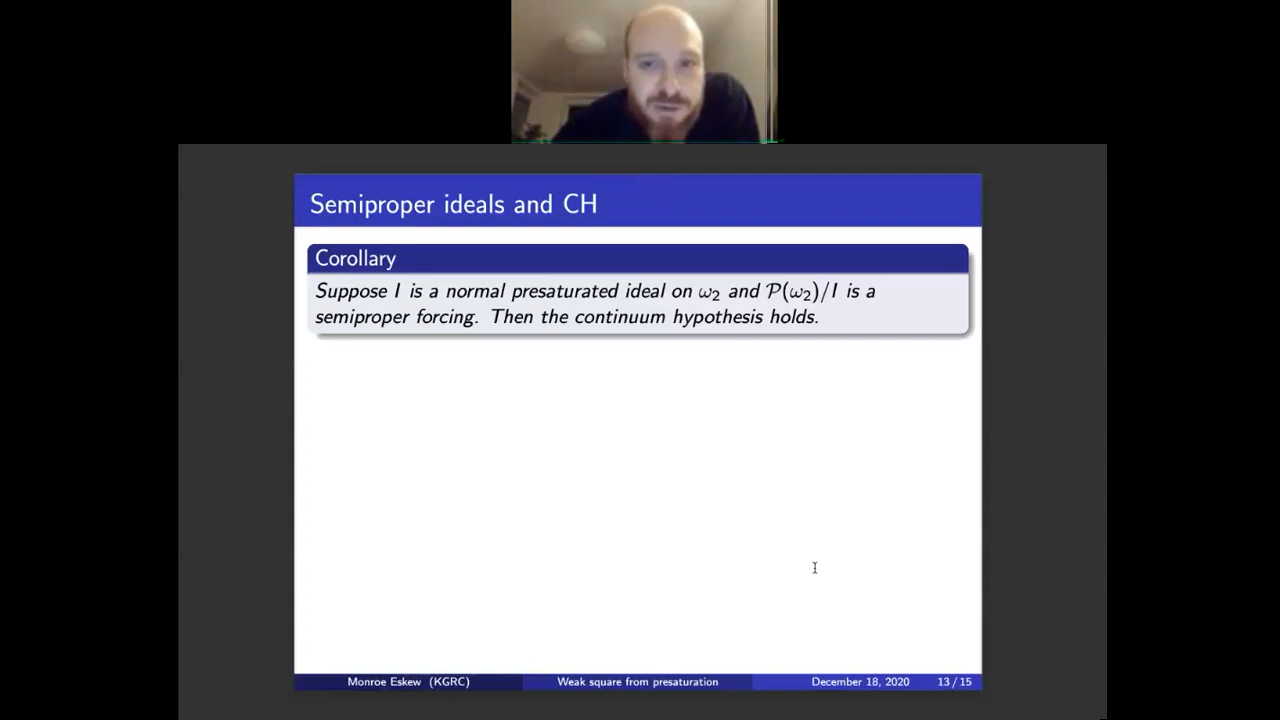 Semiproper ideals and CH
Corollary
Suppose I is a normal presaturated ideal on ω₂ and 𝒫(ω₂)/I is a
semiproper forcing. Then the continuum hypothesis holds.
Monroe Eskew (KGRC) Weak square from presaturation December 18, 2020 13 / 15